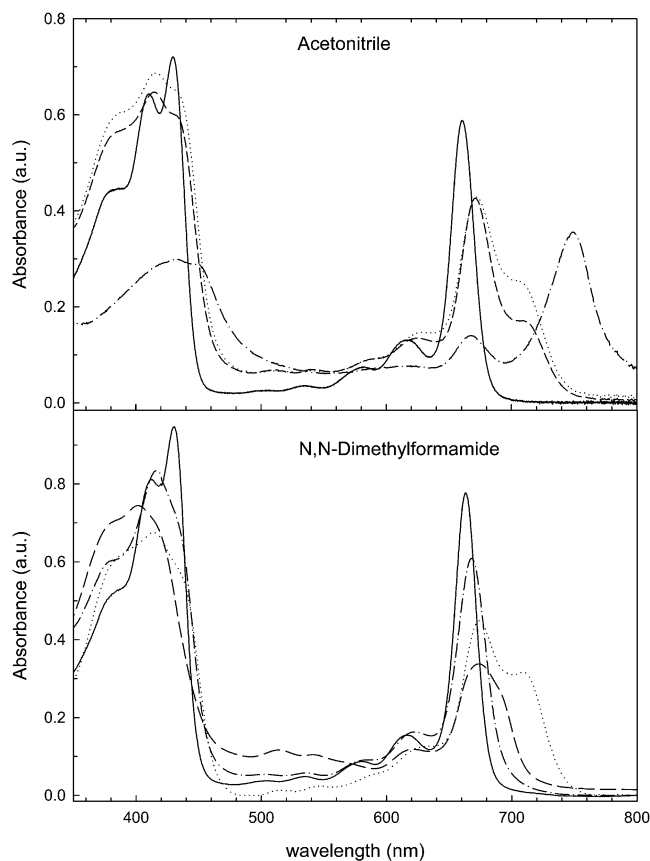 0.8
Acetonitrile
0.6
Absorbance (a.u.)
0.4
0.2
0.0
N,N-Dimethylformamide
0.8
0.6
Absorbance (a.u.)
0.4
0.2
0.0
400 500 600 700 800
wavelength (nm)